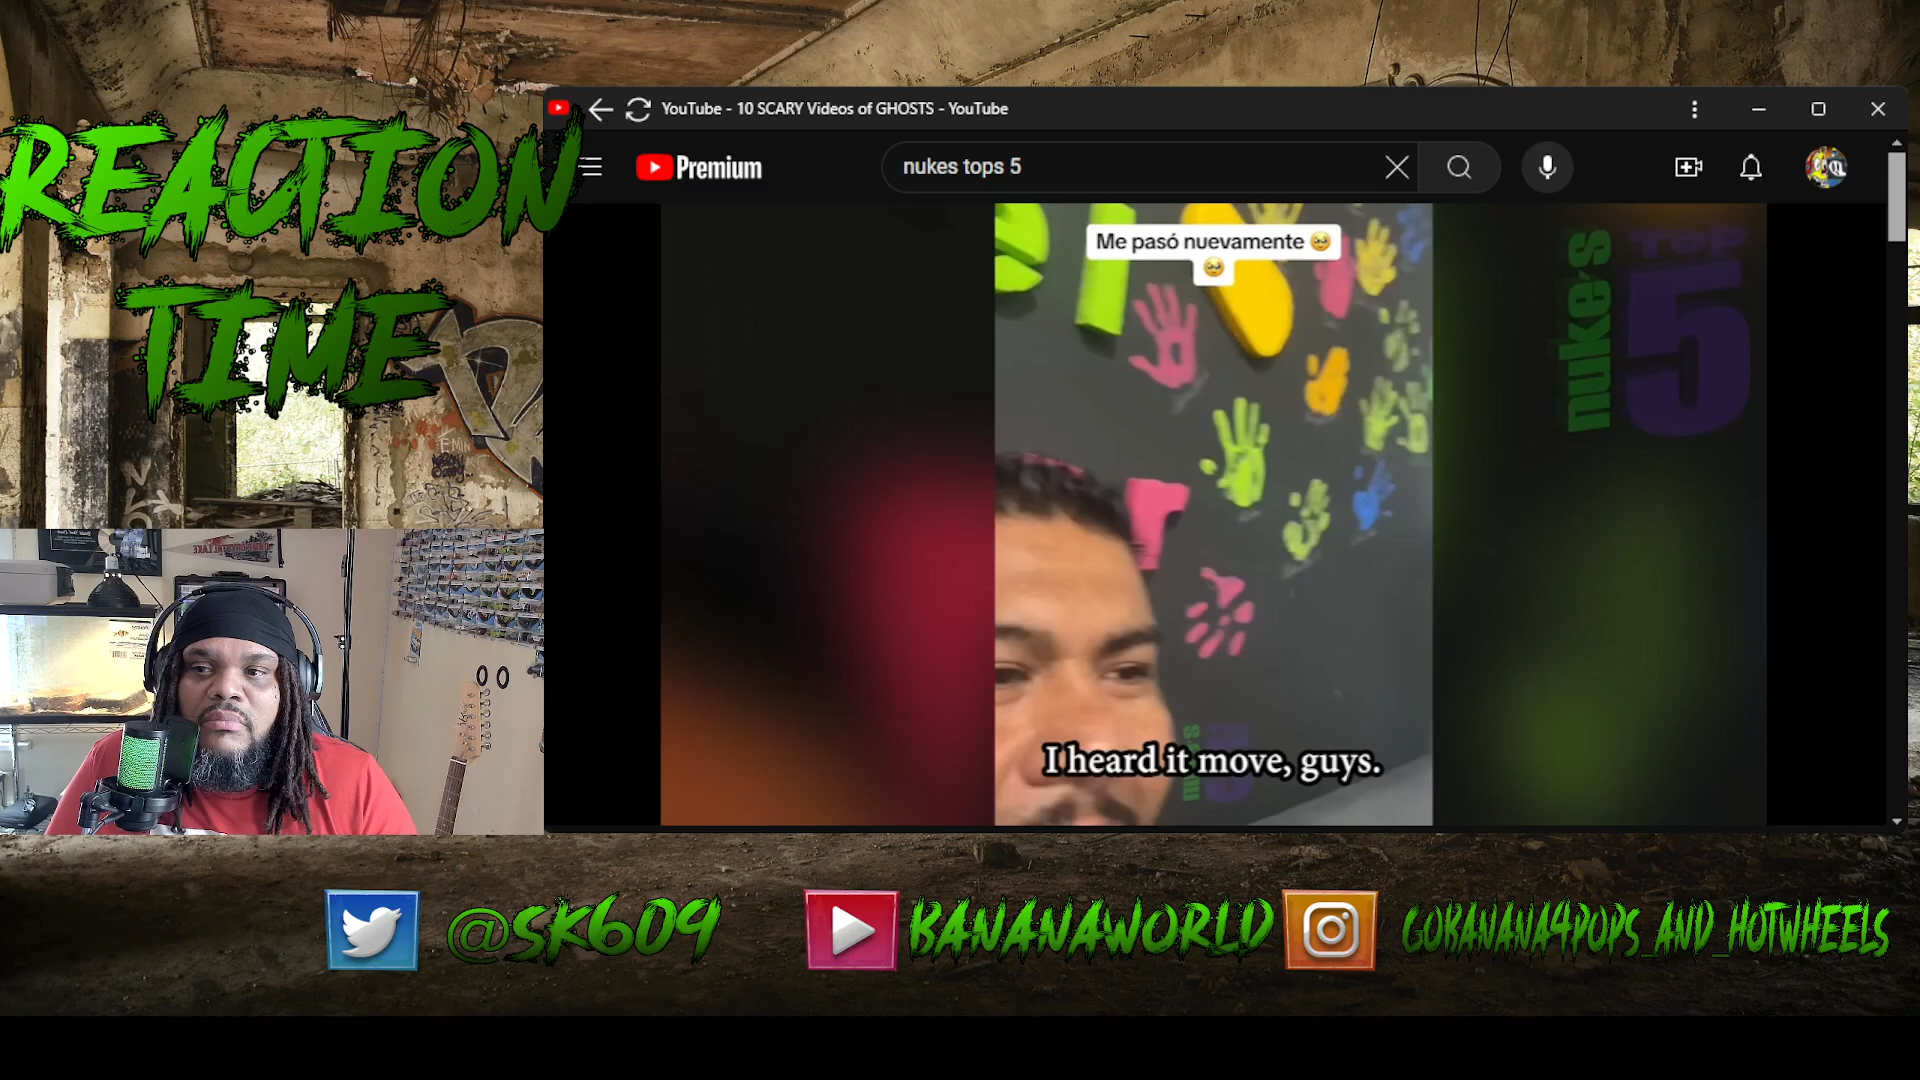 REACTION
TIME
YouTube - 10 SCARY Videos of GHOSTS - YouTube
Premium
nukes tops 5
Me pasó nuevamente 🥹
🥹
nuke's
Top
5
I heard it move, guys.
@SK609
BANANAWORLD
GOBANANA4POPS_AND_HOTWHEELS